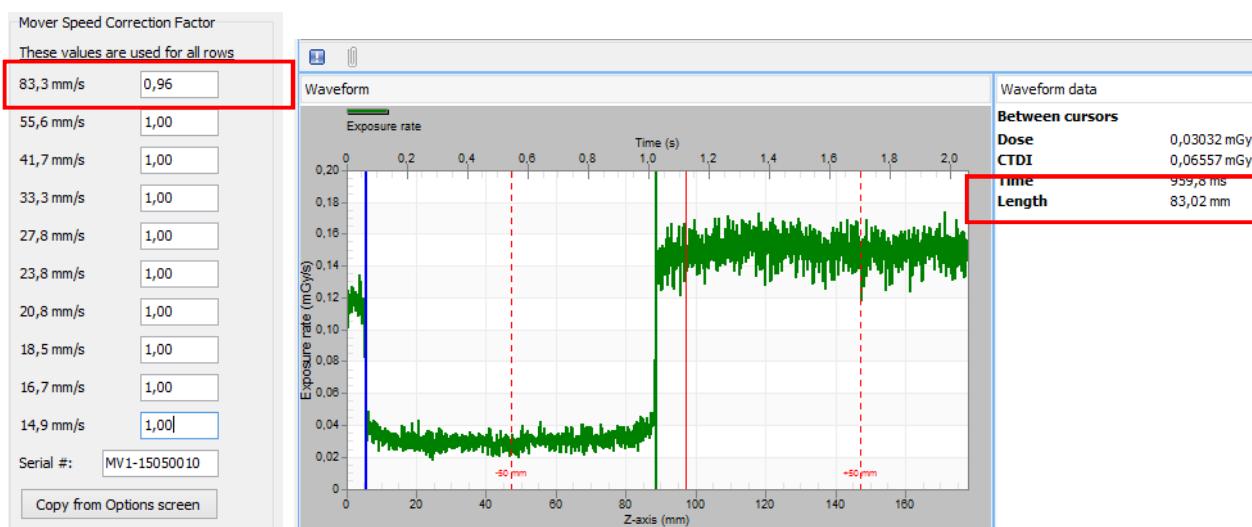 Mover Speed Correction Factor
These values are used for all rows
83,3 mm/s 0,96
55,6 mm/s 1,00
41,7 mm/s 1,00
33,3 mm/s 1,00
27,8 mm/s 1,00
23,8 mm/s 1,00
20,8 mm/s 1,00
18,5 mm/s 1,00
16,7 mm/s 1,00
14,9 mm/s 1,00
Serial #: MV1-15050010
Copy from Options screen
Waveform
Exposure rate
Time (s)
0 0,2 0,4 0,6 0,8 1,0 1,2 1,4 1,6 1,8 2,0
Exposure rate (mGy/s)
0,20
0,18
0,16
0,14
0,12
0,10
0,08
0,06
0,04
0,02
0
-50 mm +50 mm
0 20 40 60 80 100 120 140 160
Z-axis (mm)
Waveform data
Between cursors
Dose 0,03032 mGy
CTDI 0,06557 mGy
Time 959,8 ms
Length 83,02 mm